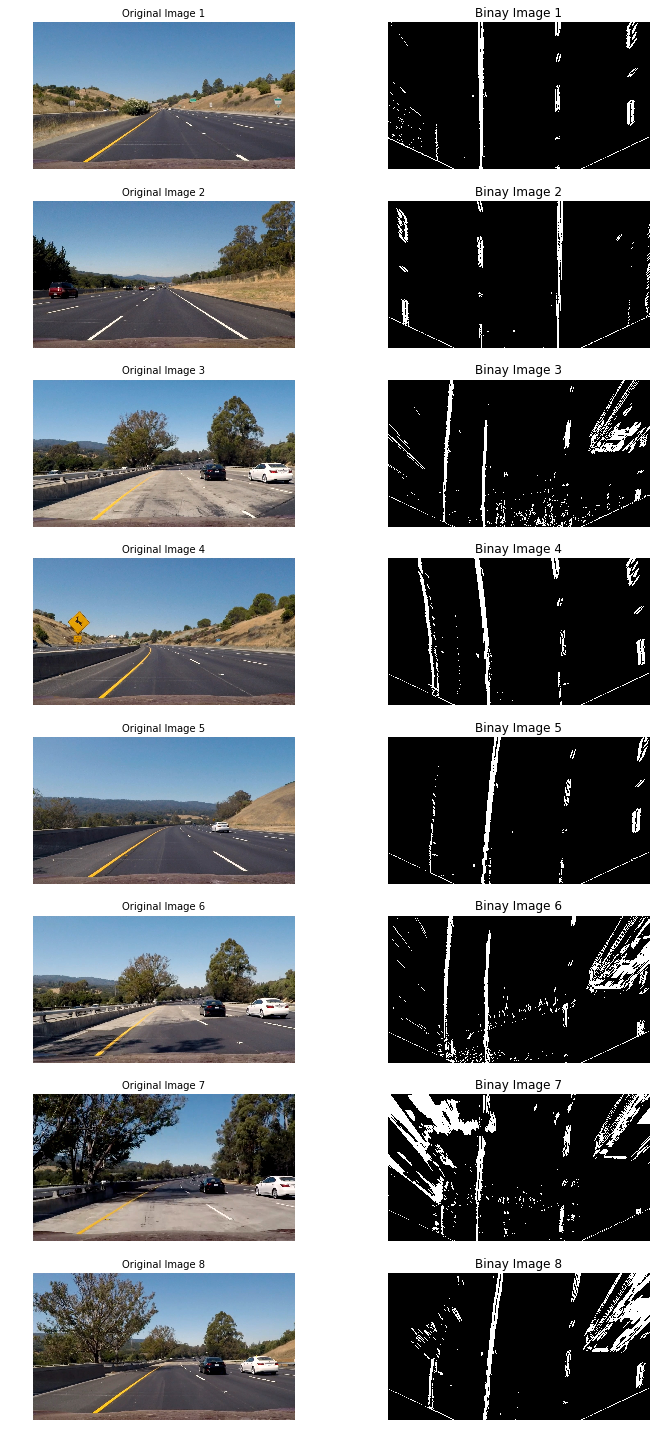 Original Image 1
Binay Image 1
Original Image 2
Binay Image 2
Original Image 3
Binay Image 3
Original Image 4
Binay Image 4
Original Image 5
Binay Image 5
Original Image 6
Binay Image 6
Original Image 7
Binay Image 7
Original Image 8
Binay Image 8